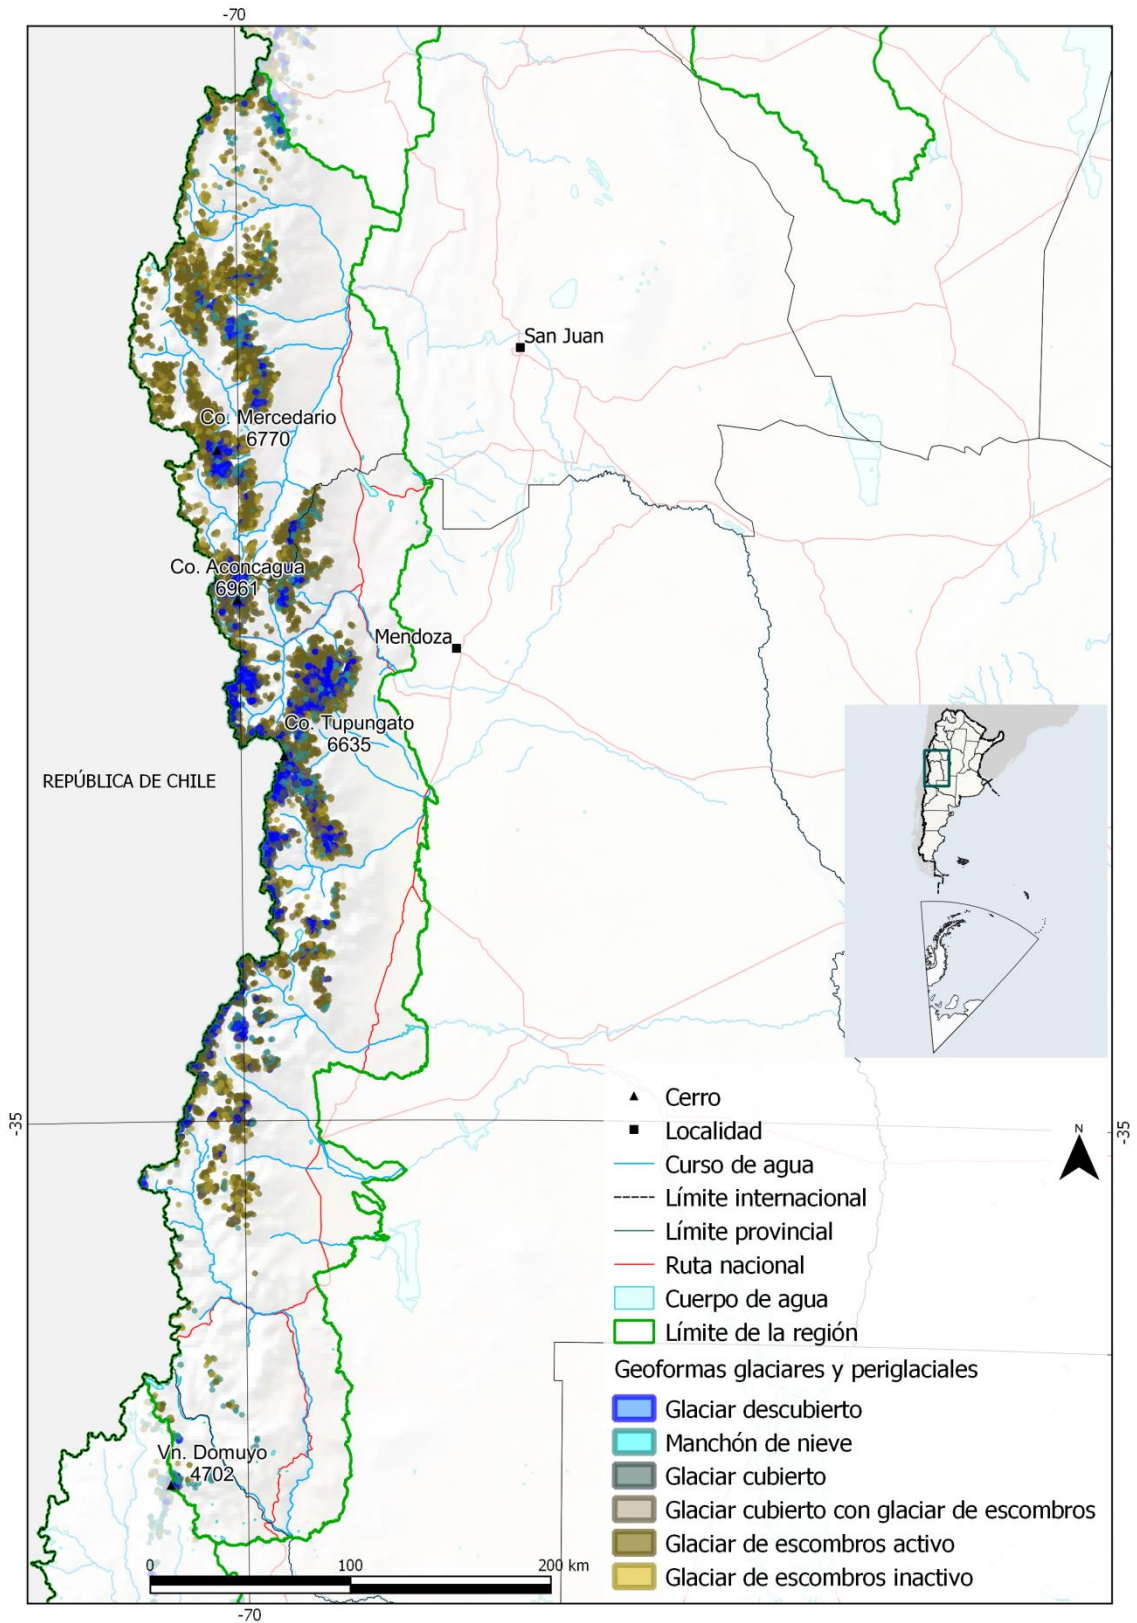 -70
San Juan
Co. Mercedario
6770
Co. Aconcagua
6961
Mendoza
Co. Tupungato
6635
REPÚBLICA DE CHILE
-35
-35
Cerro
Localidad
Curso de agua
Límite internacional
Límite provincial
Ruta nacional
Cuerpo de agua
Límite de la región
N
Geoformas glaciares y periglaciales
Glaciar descubierto
Manchón de nieve
Glaciar cubierto
Glaciar cubierto con glaciar de escombros
Glaciar de escombros activo
Glaciar de escombros inactivo
Vn. Domuyo
4702
0 100 200 km
-70